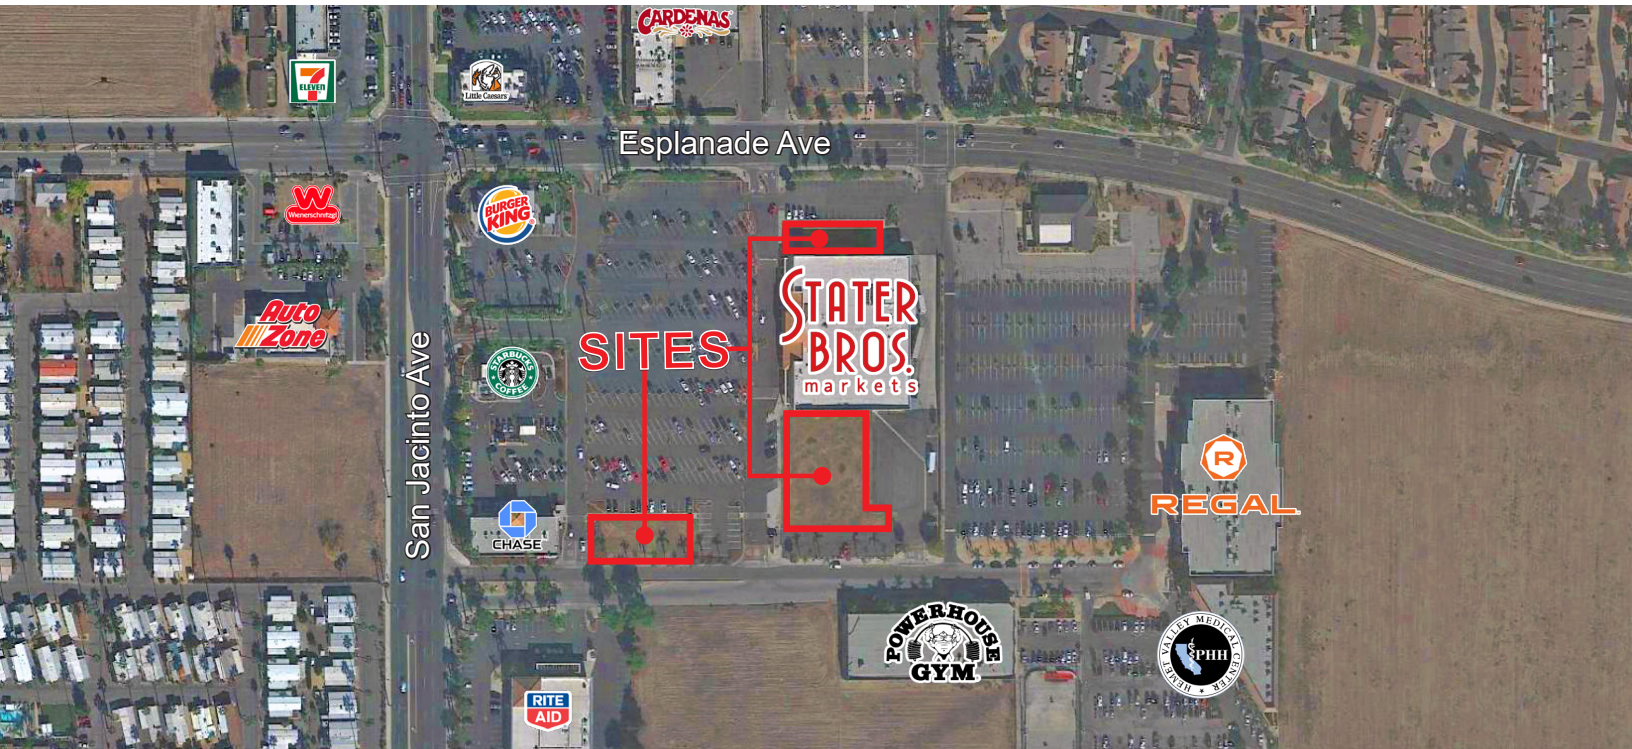 CARDENAS
7
ELEVEN
Little Caesars
Esplanade Ave
W
Wienerschnitzel
BURGER
KING
STATER
BROS.
markets
Auto
Zone
SITES
San Jacinto Ave
STARBUCKS
COFFEE
R
REGAL
CHASE
POWERHOUSE
GYM
HEMET VALLEY MEDICAL CENTER
PHH
RITE
AID